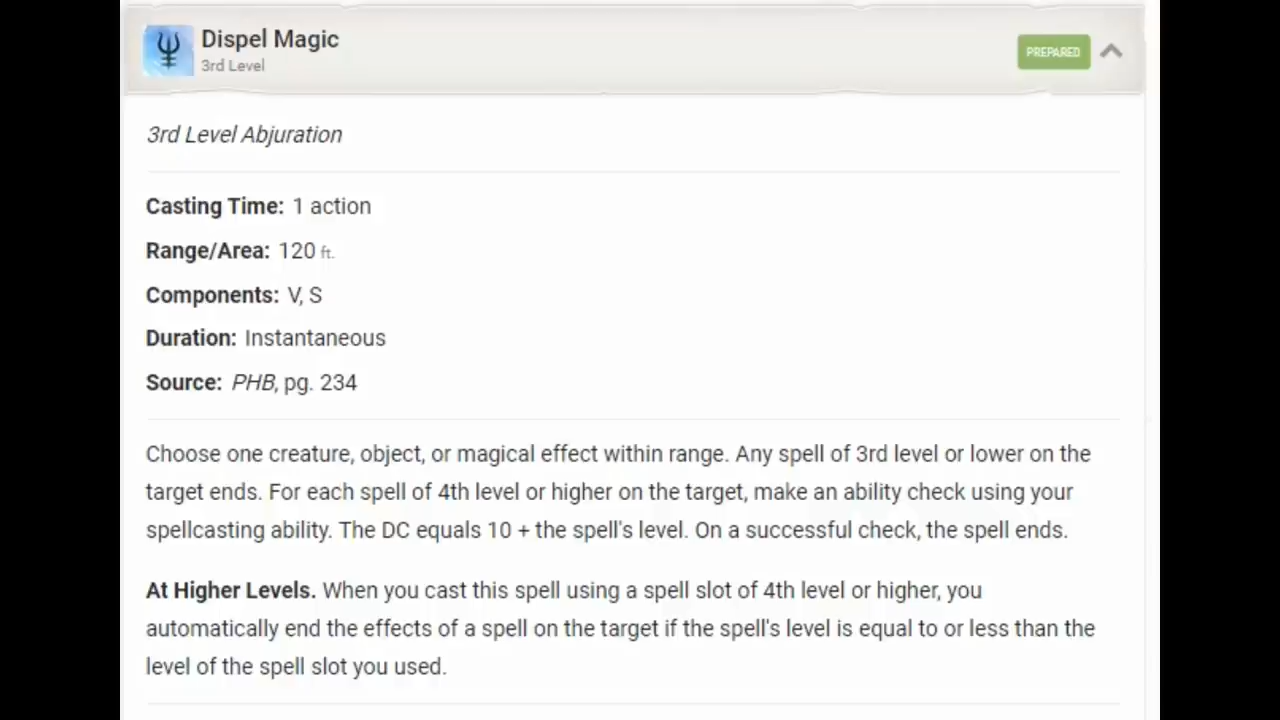 Dispel Magic
3rd Level
PREPARED
3rd Level Abjuration
Casting Time: 1 action
Range/Area: 120 ft.
Components: V, S
Duration: Instantaneous
Source: PHB, pg. 234
Choose one creature, object, or magical effect within range. Any spell of 3rd level or lower on the
target ends. For each spell of 4th level or higher on the target, make an ability check using your
spellcasting ability. The DC equals 10 + the spell's level. On a successful check, the spell ends.
At Higher Levels. When you cast this spell using a spell slot of 4th level or higher, you
automatically end the effects of a spell on the target if the spell's level is equal to or less than the
level of the spell slot you used.